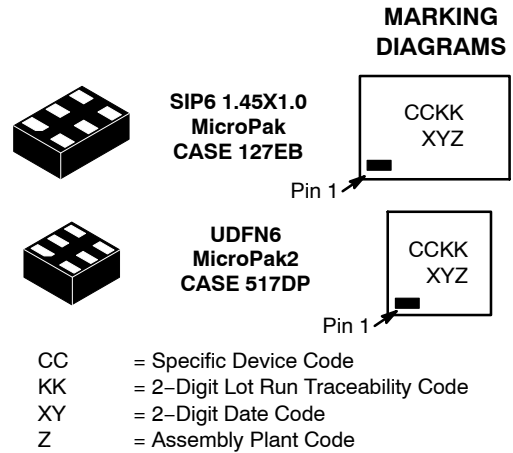 MARKING
DIAGRAMS
SIP6 1.45X1.0
MicroPak
CASE 127EB
CCKK
XYZ
Pin 1
UDFN6
MicroPak2
CASE 517DP
CCKK
XYZ
Pin 1
CC = Specific Device Code
KK = 2−Digit Lot Run Traceability Code
XY = 2−Digit Date Code
Z = Assembly Plant Code